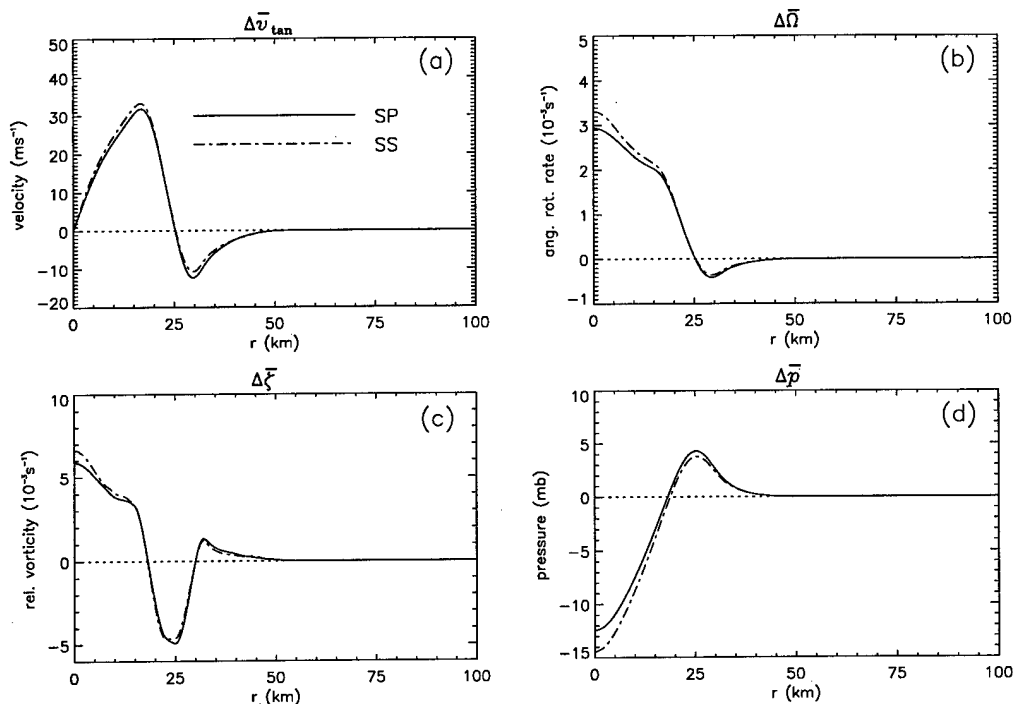 Δv̄ tan
(a)
velocity (ms⁻¹)
50
40
30
20
10
0
-10
-20
SP
SS
0 25 50 75 100
r (km)
ΔΩ̄
(b)
ang. rot. rate (10⁻³s⁻¹)
5
4
3
2
1
0
-1
0 25 50 75 100
r (km)
Δζ̄
(c)
rel. vorticity (10⁻³s⁻¹)
10
5
0
-5
0 25 50 75 100
r (km)
Δp̄
(d)
pressure (mb)
10
5
0
-5
-10
-15
0 25 50 75 100
r (km)